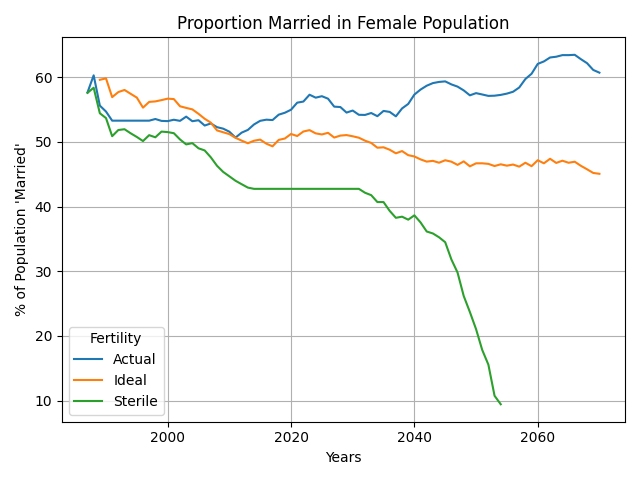 Proportion Married in Female Population
% of Population 'Married'
60
50
40
30
20
10
Fertility
Actual
Ideal
Sterile
2000 2020 2040 2060
Years